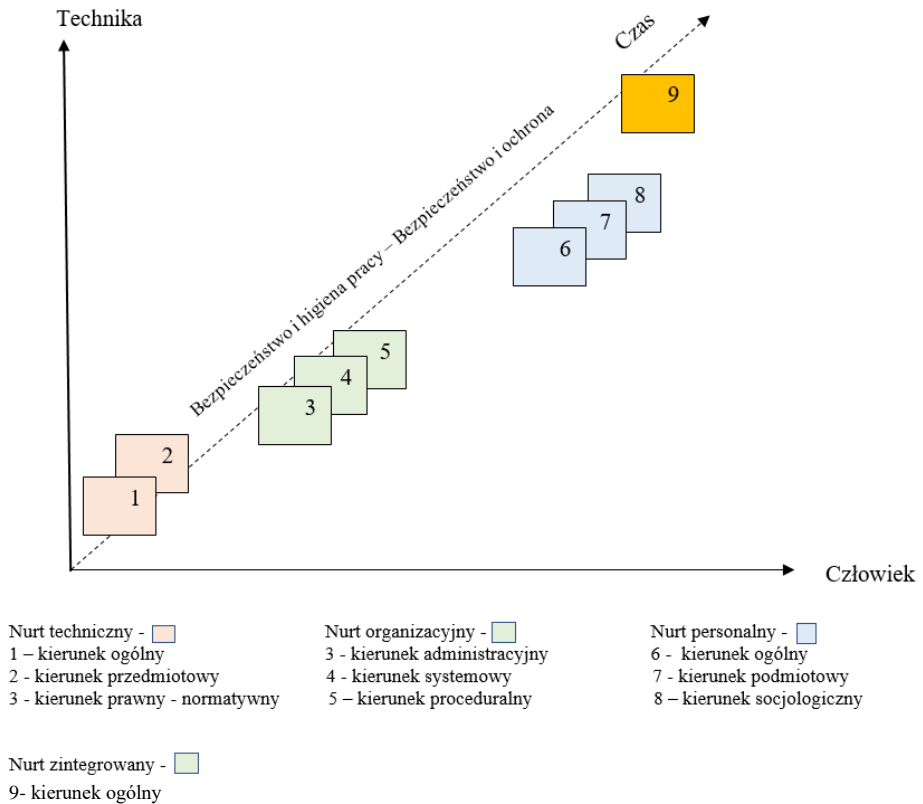 Technika
Czas
9
Bezpieczeństwo i higiena pracy – Bezpieczeństwo i ochrona
8
7
6
5
4
3
2
1
Człowiek
Nurt techniczny -
1 – kierunek ogólny
2 - kierunek przedmiotowy
3 - kierunek prawny - normatywny
Nurt organizacyjny -
3 - kierunek administracyjny
4 - kierunek systemowy
5 – kierunek proceduralny
Nurt personalny -
6 - kierunek ogólny
7 - kierunek podmiotowy
8 – kierunek socjologiczny
Nurt zintegrowany -
9- kierunek ogólny